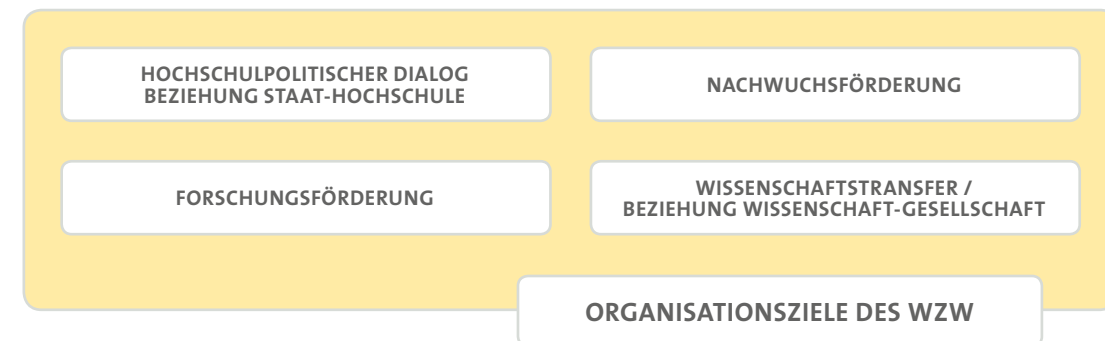 HOCHSCHULPOLITISCHER DIALOG
BEZIEHUNG STAAT-HOCHSCHULE
NACHWUCHSFÖRDERUNG
FORSCHUNGSFÖRDERUNG
WISSENSCHAFTSTRANSFER /
BEZIEHUNG WISSENSCHAFT-GESELLSCHAFT
ORGANISATIONSZIELE DES WZW